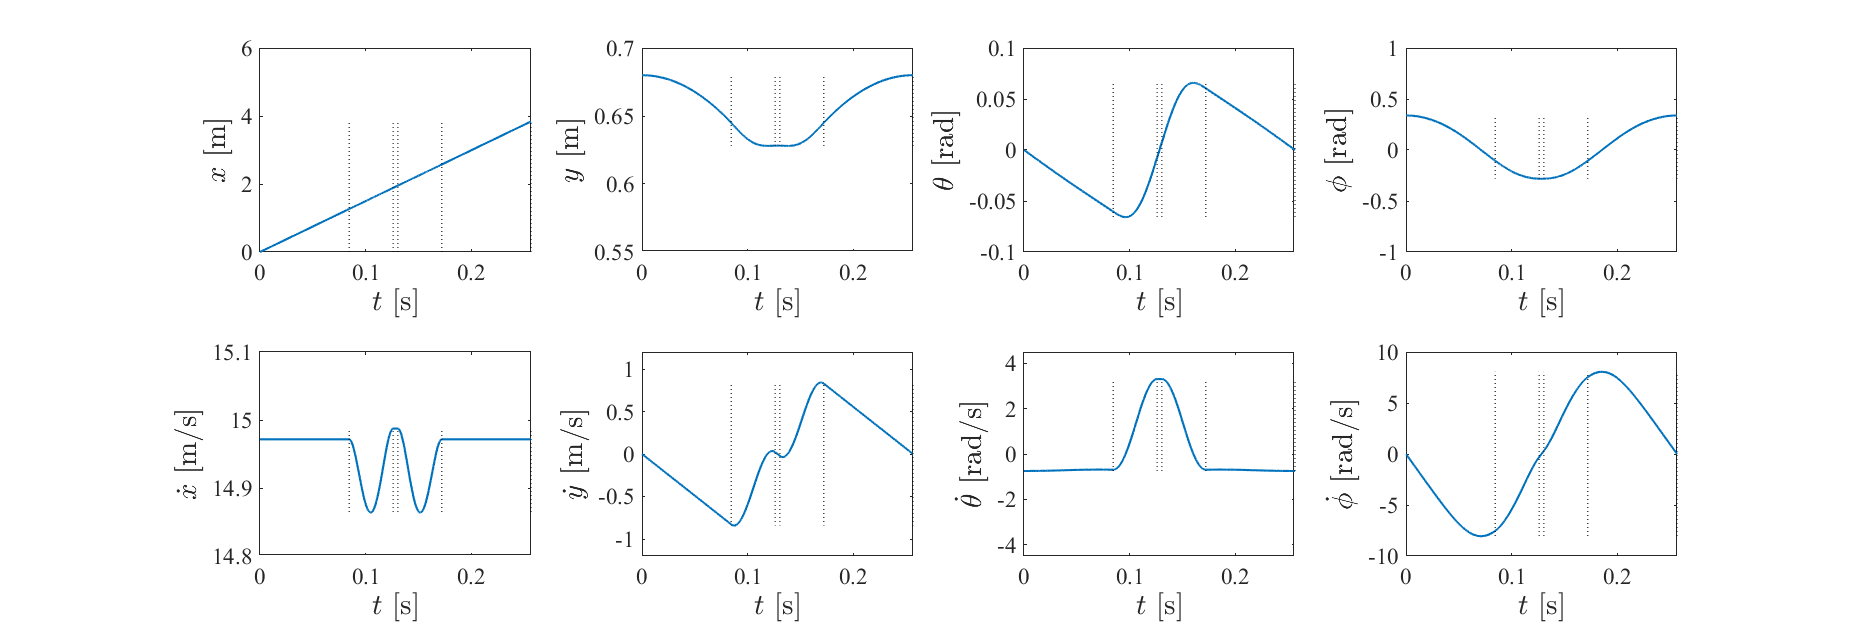 6
4
2
0
x [m]
0 0.1 0.2
t [s]
0.7
0.65
0.6
0.55
y [m]
0 0.1 0.2
t [s]
0.1
0.05
0
-0.05
-0.1
θ [rad]
0 0.1 0.2
t [s]
1
0.5
0
-0.5
-1
ϕ [rad]
0 0.1 0.2
t [s]
15.1
15
14.9
14.8
ẋ [m/s]
0 0.1 0.2
t [s]
1
0.5
0
-0.5
-1
ẏ [m/s]
0 0.1 0.2
t [s]
4
2
0
-2
-4
θ̇ [rad/s]
0 0.1 0.2
t [s]
10
5
0
-5
-10
ϕ̇ [rad/s]
0 0.1 0.2
t [s]